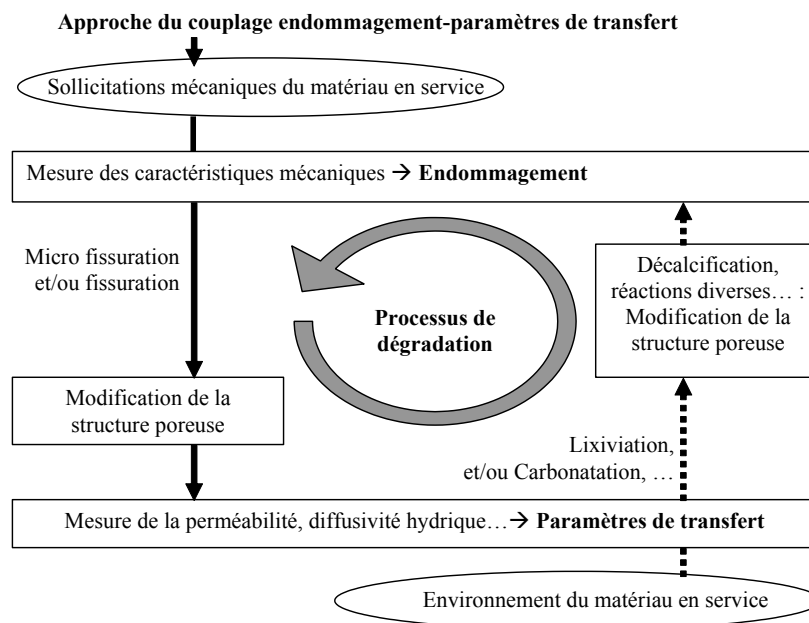 Approche du couplage endommagement-paramètres de transfert
Sollicitations mécaniques du matériau en service
Mesure des caractéristiques mécaniques → Endommagement
Micro fissuration
et/ou fissuration
Décalcification,
réactions diverses… :
Modification de la
structure poreuse
Processus de
dégradation
Modification de la
structure poreuse
Lixiviation,
et/ou Carbonatation, …
Mesure de la perméabilité, diffusivité hydrique…→ Paramètres de transfert
Environnement du matériau en service